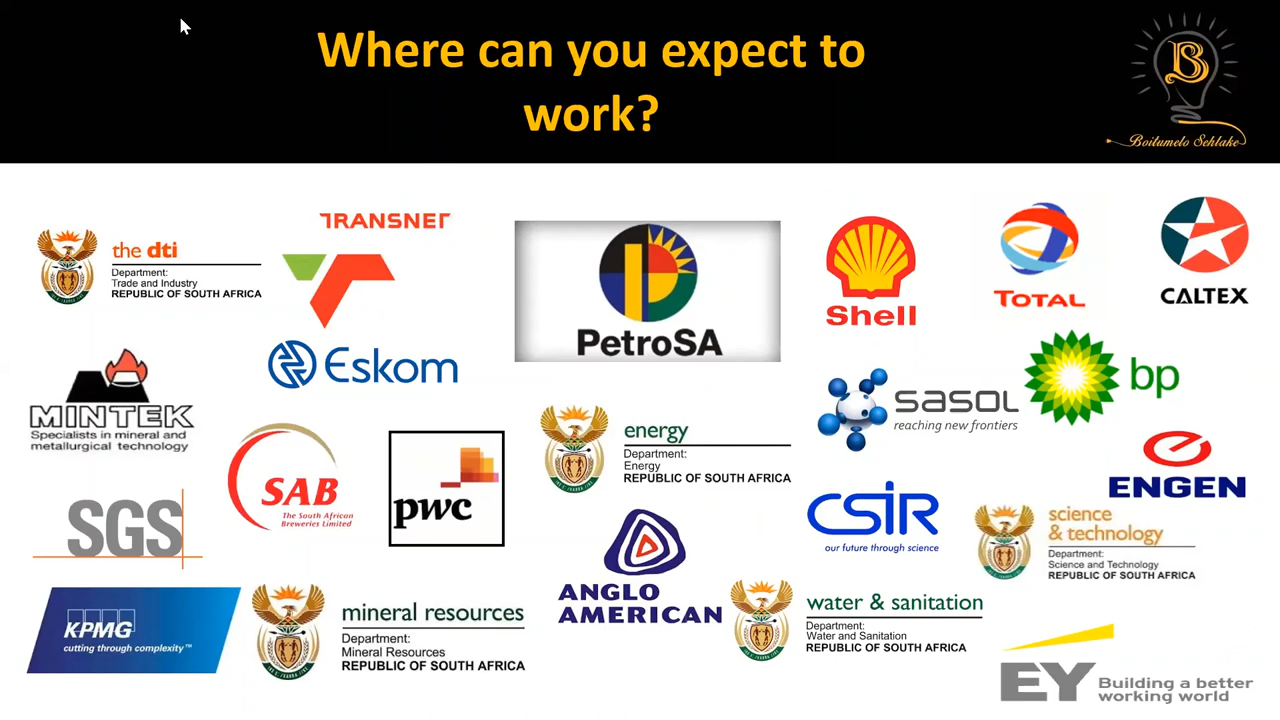 Where can you expect to
work?
B
Boitumelo Sehlake
the dti
Department:
Trade and Industry
REPUBLIC OF SOUTH AFRICA
TRANSNET
PetroSA
Shell
TOTAL
CALTEX
MINTEK
Specialists in mineral and
metallurgical technology
Eskom
sasol
reaching new frontiers
bp
SAB
The South African
Breweries Limited
pwc
energy
Department:
Energy
REPUBLIC OF SOUTH AFRICA
ENGEN
SGS
CSIR
our future through science
science
& technology
Department:
Science and Technology
REPUBLIC OF SOUTH AFRICA
ANGLO
AMERICAN
KPMG
cutting through complexity™
mineral resources
Department:
Mineral Resources
REPUBLIC OF SOUTH AFRICA
water & sanitation
Department:
Water and Sanitation
REPUBLIC OF SOUTH AFRICA
EY
Building a better
working world